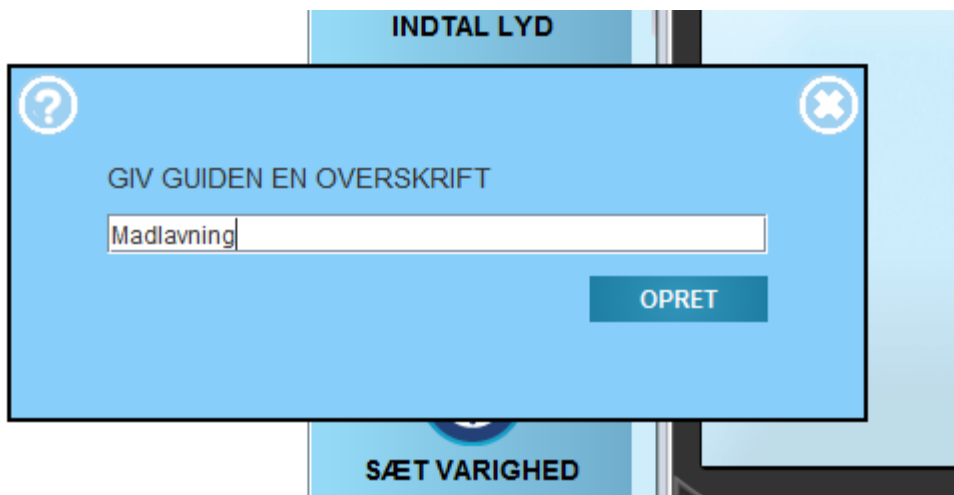 INDTAL LYD
GIV GUIDEN EN OVERSKRIFT
Madlavning
OPRET
SÆT VARIGHED